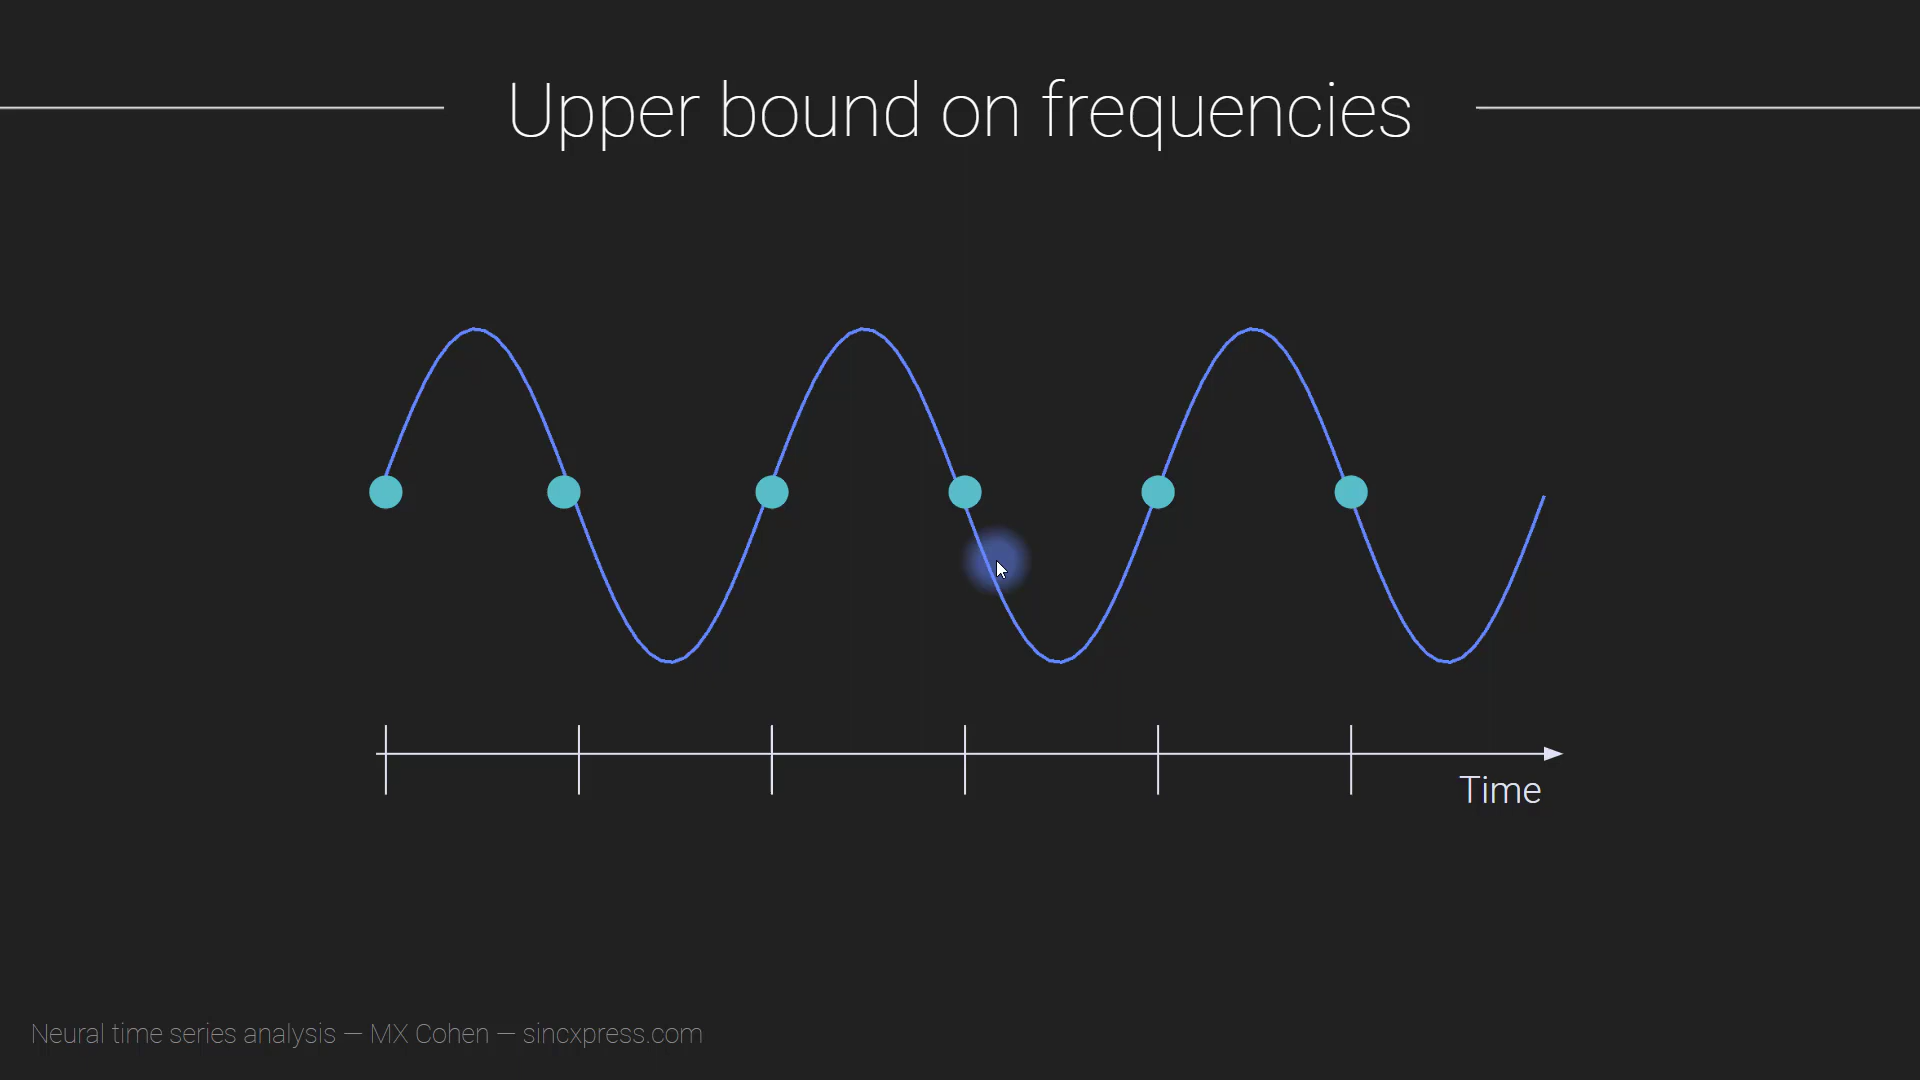 Upper bound on frequencies
Time
Neural time series analysis — MX Cohen — sincxpress.com